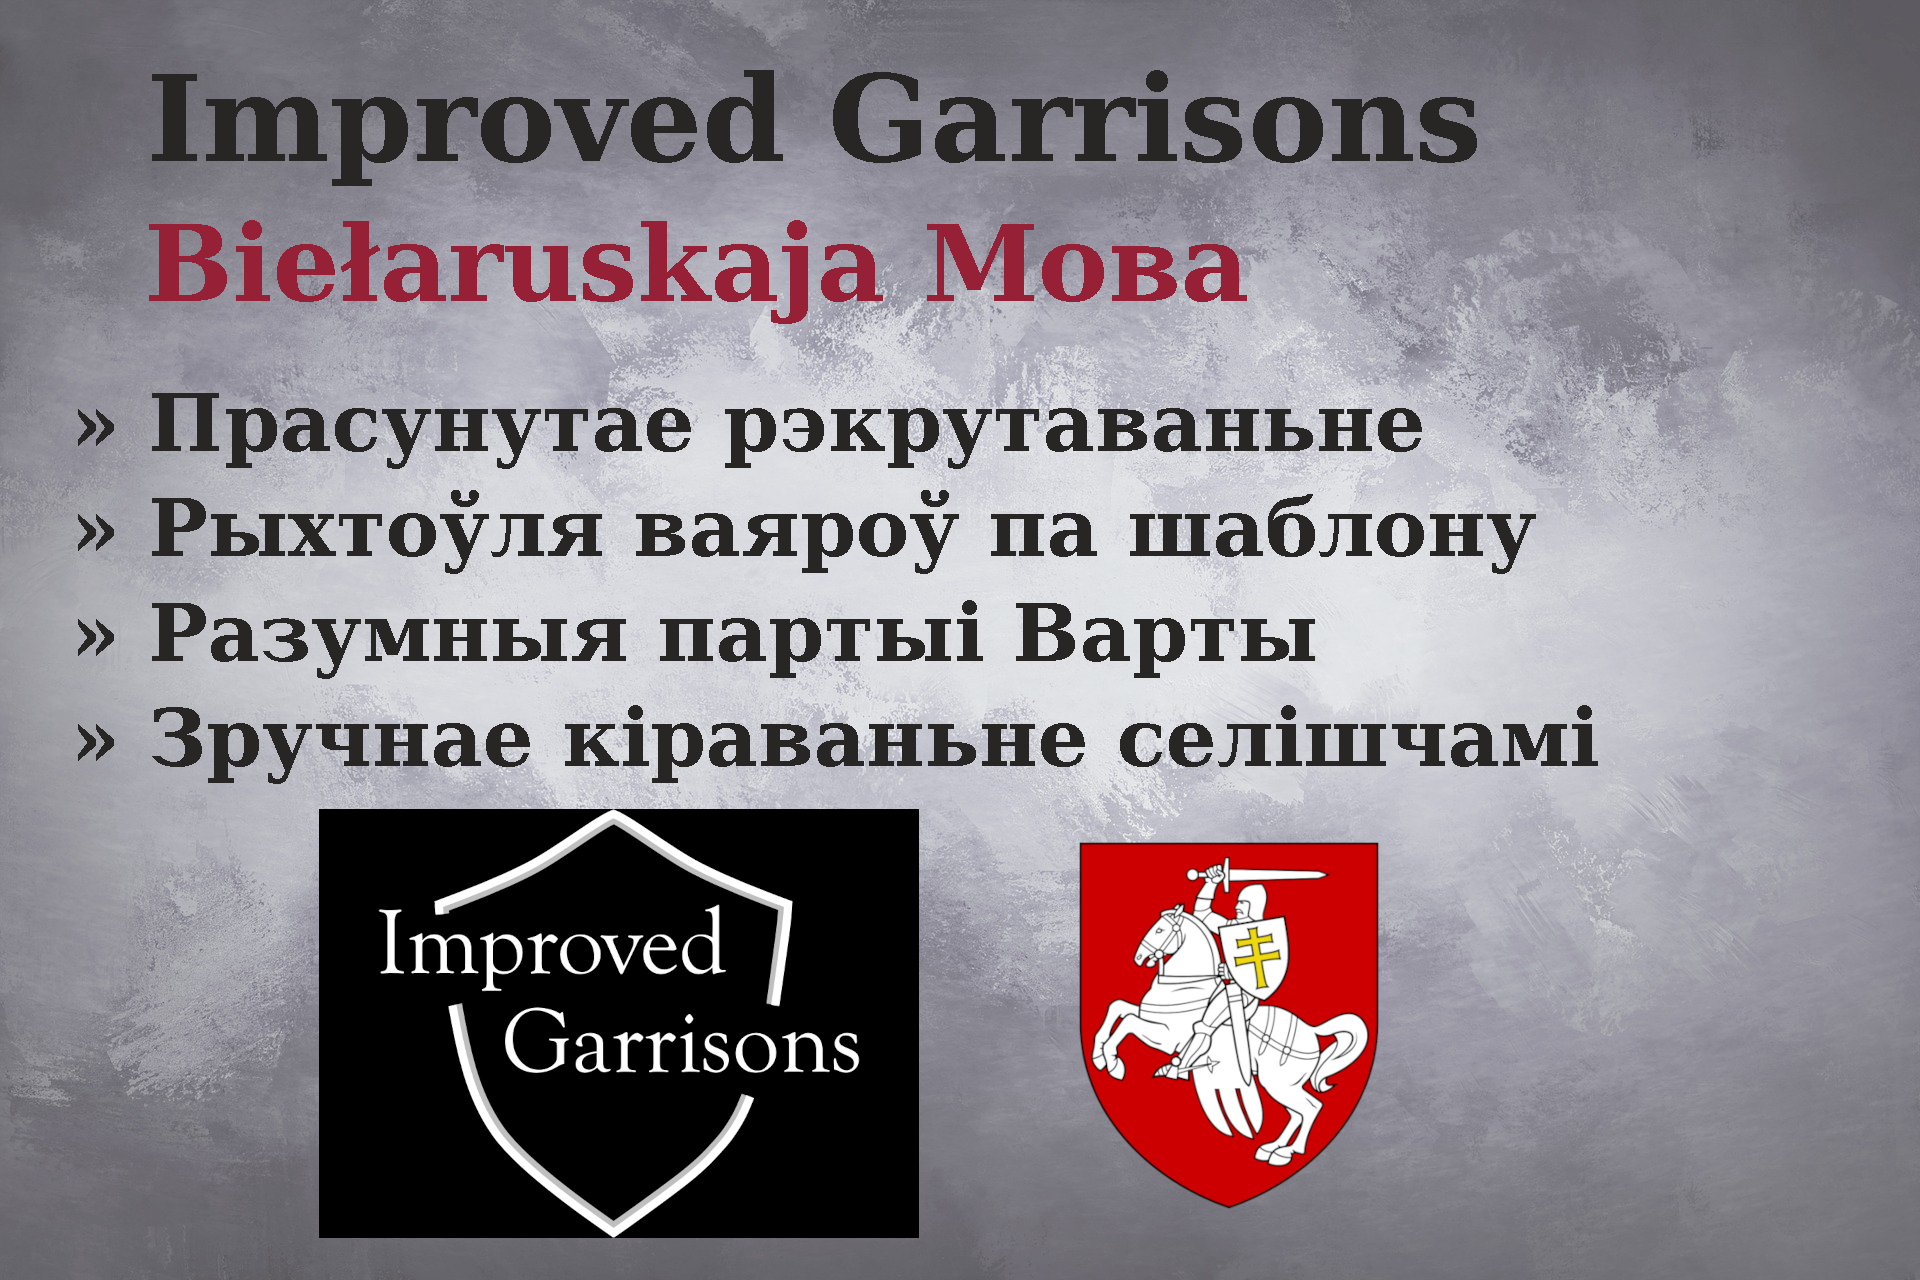 Improved Garrisons
Biełaruskaja Мова
» Прасунутае рэкрутаваньне
» Рыхтоўля ваяроў па шаблону
» Разумныя партыі Варты
» Зручнае кіраваньне селішчамі
Improved
Garrisons